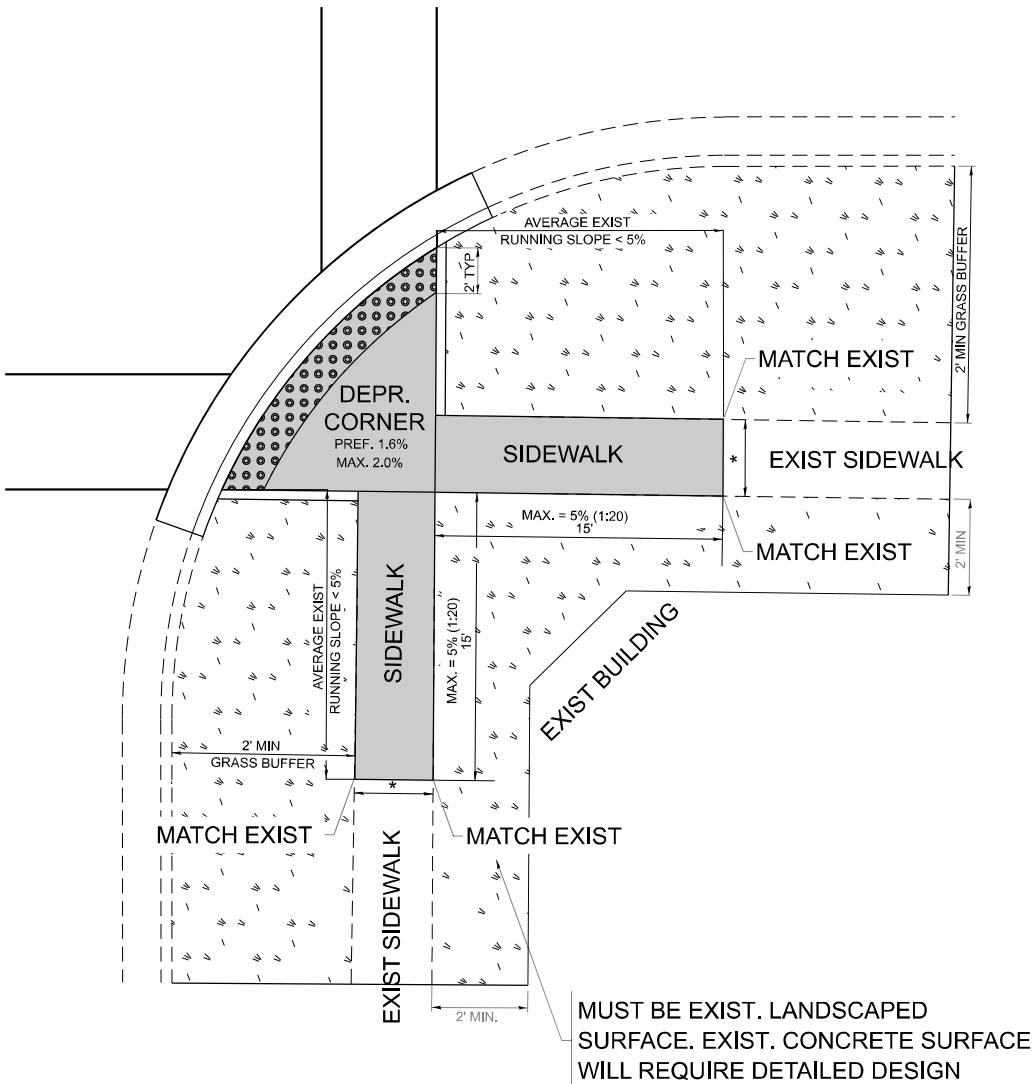 AVERAGE EXIST
RUNNING SLOPE < 5%
2' TYP
2' MIN GRASS BUFFER
MATCH EXIST
DEPR.
CORNER
PREF. 1.6%
MAX. 2.0%
SIDEWALK
*
EXIST SIDEWALK
MAX. = 5% (1:20)
15'
MATCH EXIST
2' MIN
AVERAGE EXIST
RUNNING SLOPE < 5%
SIDEWALK
MAX. = 5% (1:20)
15'
EXIST BUILDING
2' MIN
GRASS BUFFER
*
MATCH EXIST
MATCH EXIST
EXIST SIDEWALK
2' MIN.
MUST BE EXIST. LANDSCAPED
SURFACE. EXIST. CONCRETE SURFACE
WILL REQUIRE DETAILED DESIGN